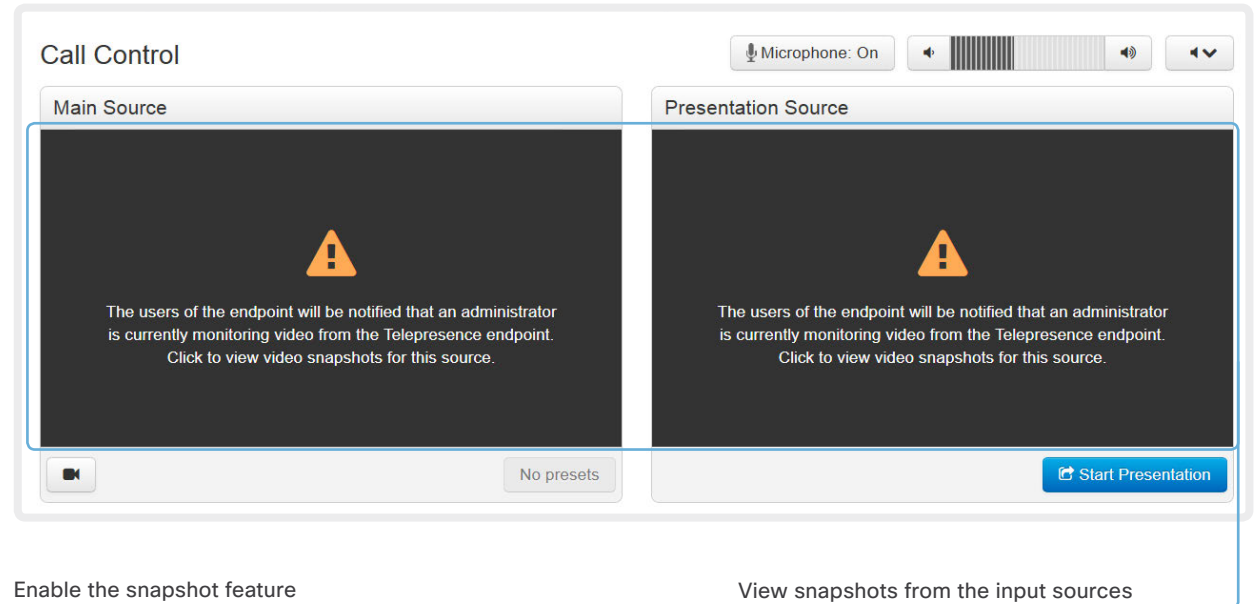 Call Control
Microphone: On
Main Source
Presentation Source
The users of the endpoint will be notified that an administrator
is currently monitoring video from the Telepresence endpoint.
Click to view video snapshots for this source.
The users of the endpoint will be notified that an administrator
is currently monitoring video from the Telepresence endpoint.
Click to view video snapshots for this source.
No presets
Start Presentation
Enable the snapshot feature
View snapshots from the input sources